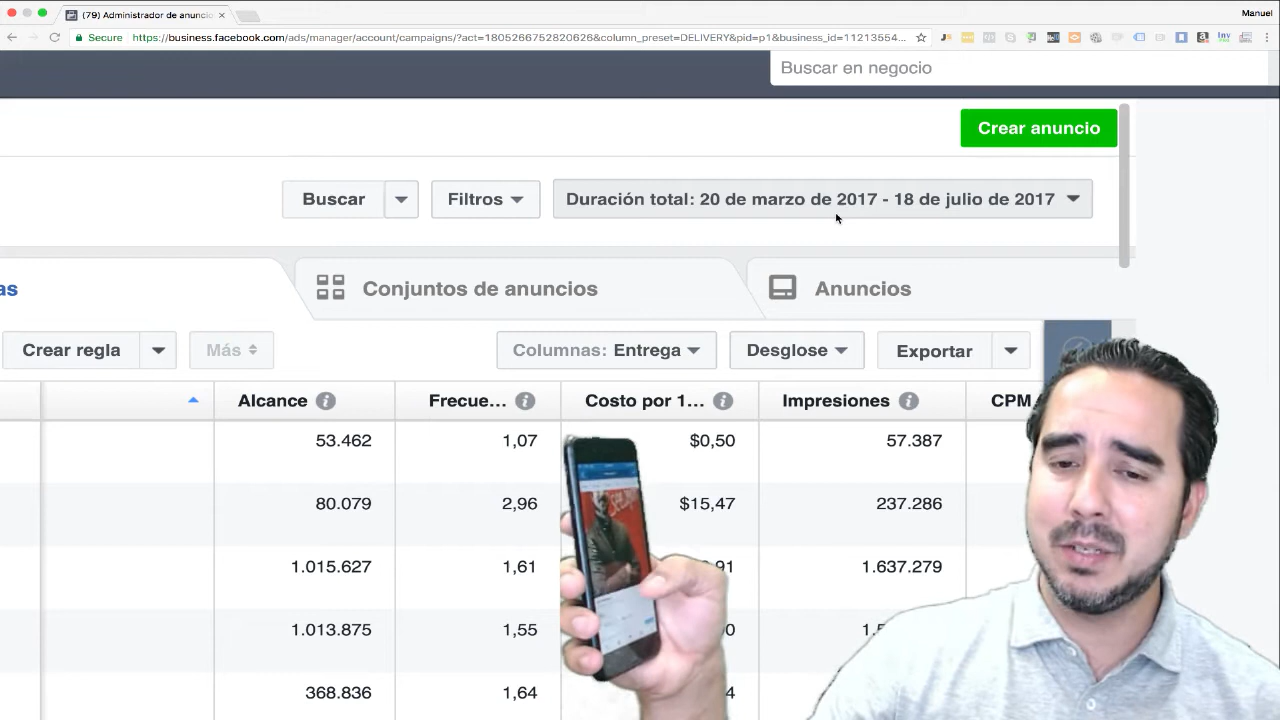 Manuel
(79) Administrador de anuncio
Secure
https://business.facebook.com/ads/manager/account/campaigns/?act=1805266752820626&column_preset=DELIVERY&pid=p1&business_id=11213654...
Buscar en negocio
Crear anuncio
Buscar
Filtros
Duración total: 20 de marzo de 2017 - 18 de julio de 2017
as
Conjuntos de anuncios
Anuncios
Crear regla
Más
Columnas: Entrega
Desglose
Exportar
Alcance Frecue... Costo por 1... Impresiones CPM
53.462 1,07 $0,50 57.387
80.079 2,96 $15,47 237.286
1.015.627 1,61 91 1.637.279
1.013.875 1,55 0
368.836 1,64 4